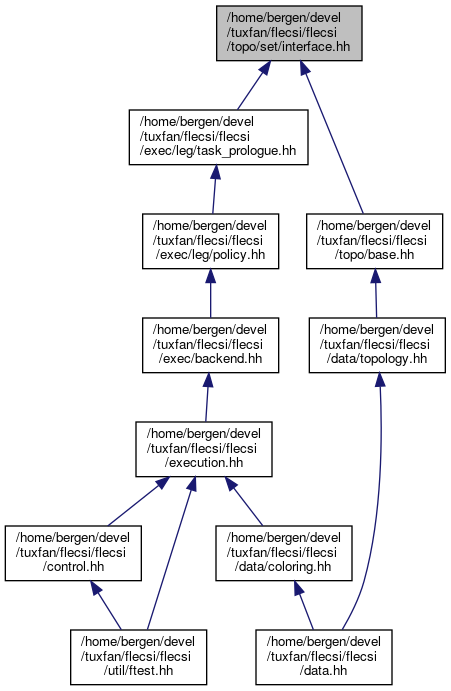 /home/bergen/devel
/tuxfan/flecsi/flecsi
/topo/set/interface.hh
/home/bergen/devel
/tuxfan/flecsi/flecsi
/exec/leg/task_prologue.hh
/home/bergen/devel
/tuxfan/flecsi/flecsi
/exec/leg/policy.hh
/home/bergen/devel
/tuxfan/flecsi/flecsi
/topo/base.hh
/home/bergen/devel
/tuxfan/flecsi/flecsi
/exec/backend.hh
/home/bergen/devel
/tuxfan/flecsi/flecsi
/data/topology.hh
/home/bergen/devel
/tuxfan/flecsi/flecsi
/execution.hh
/home/bergen/devel
/tuxfan/flecsi/flecsi
/control.hh
/home/bergen/devel
/tuxfan/flecsi/flecsi
/data/coloring.hh
/home/bergen/devel
/tuxfan/flecsi/flecsi
/util/ftest.hh
/home/bergen/devel
/tuxfan/flecsi/flecsi
/data.hh